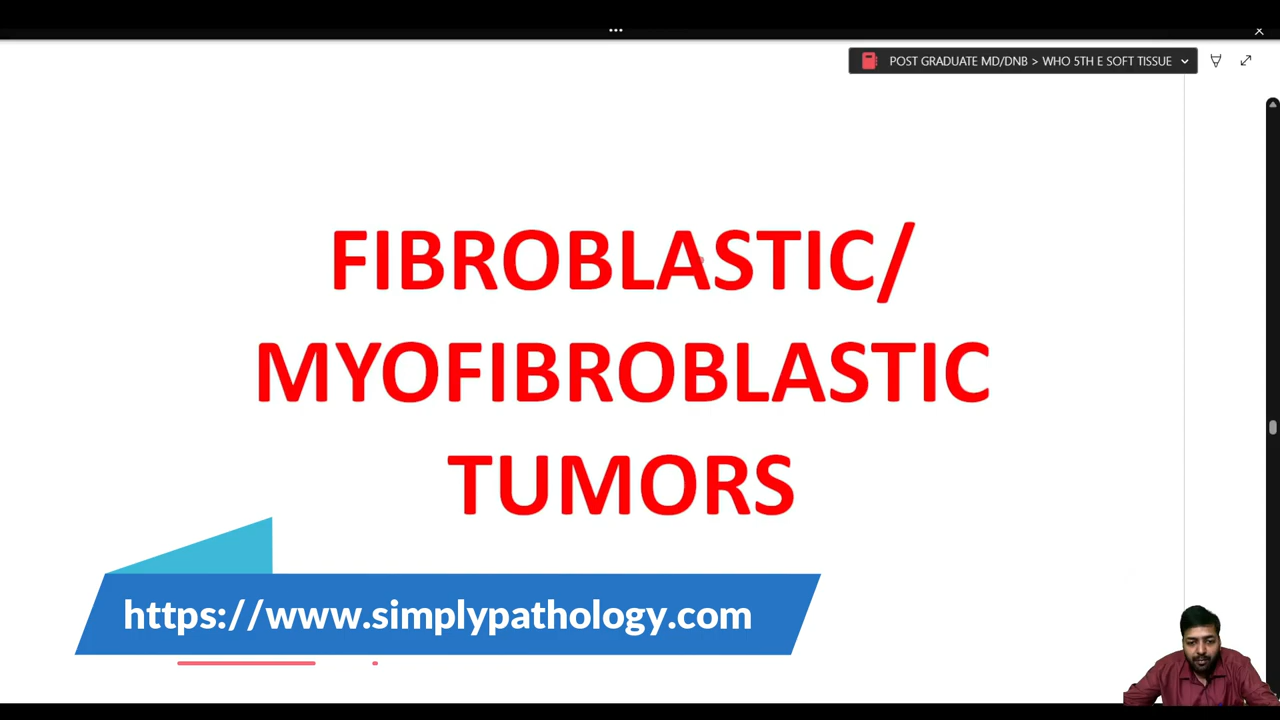 POST GRADUATE MD/DNB > WHO 5TH E SOFT TISSUE
FIBROBLASTIC/
MYOFIBROBLASTIC
TUMORS
https://www.simplypathology.com